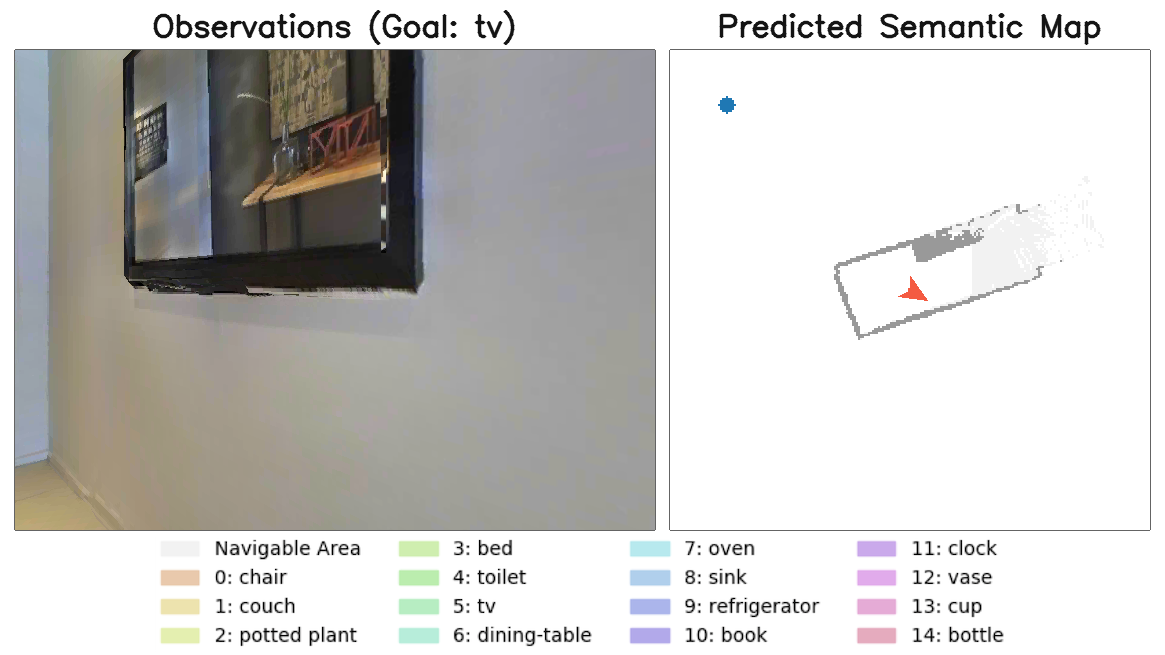 Observations (Goal: tv)
Predicted Semantic Map
Navigable Area
0: chair
1: couch
2: potted plant
3: bed
4: toilet
5: tv
6: dining-table
7: oven
8: sink
9: refrigerator
10: book
11: clock
12: vase
13: cup
14: bottle